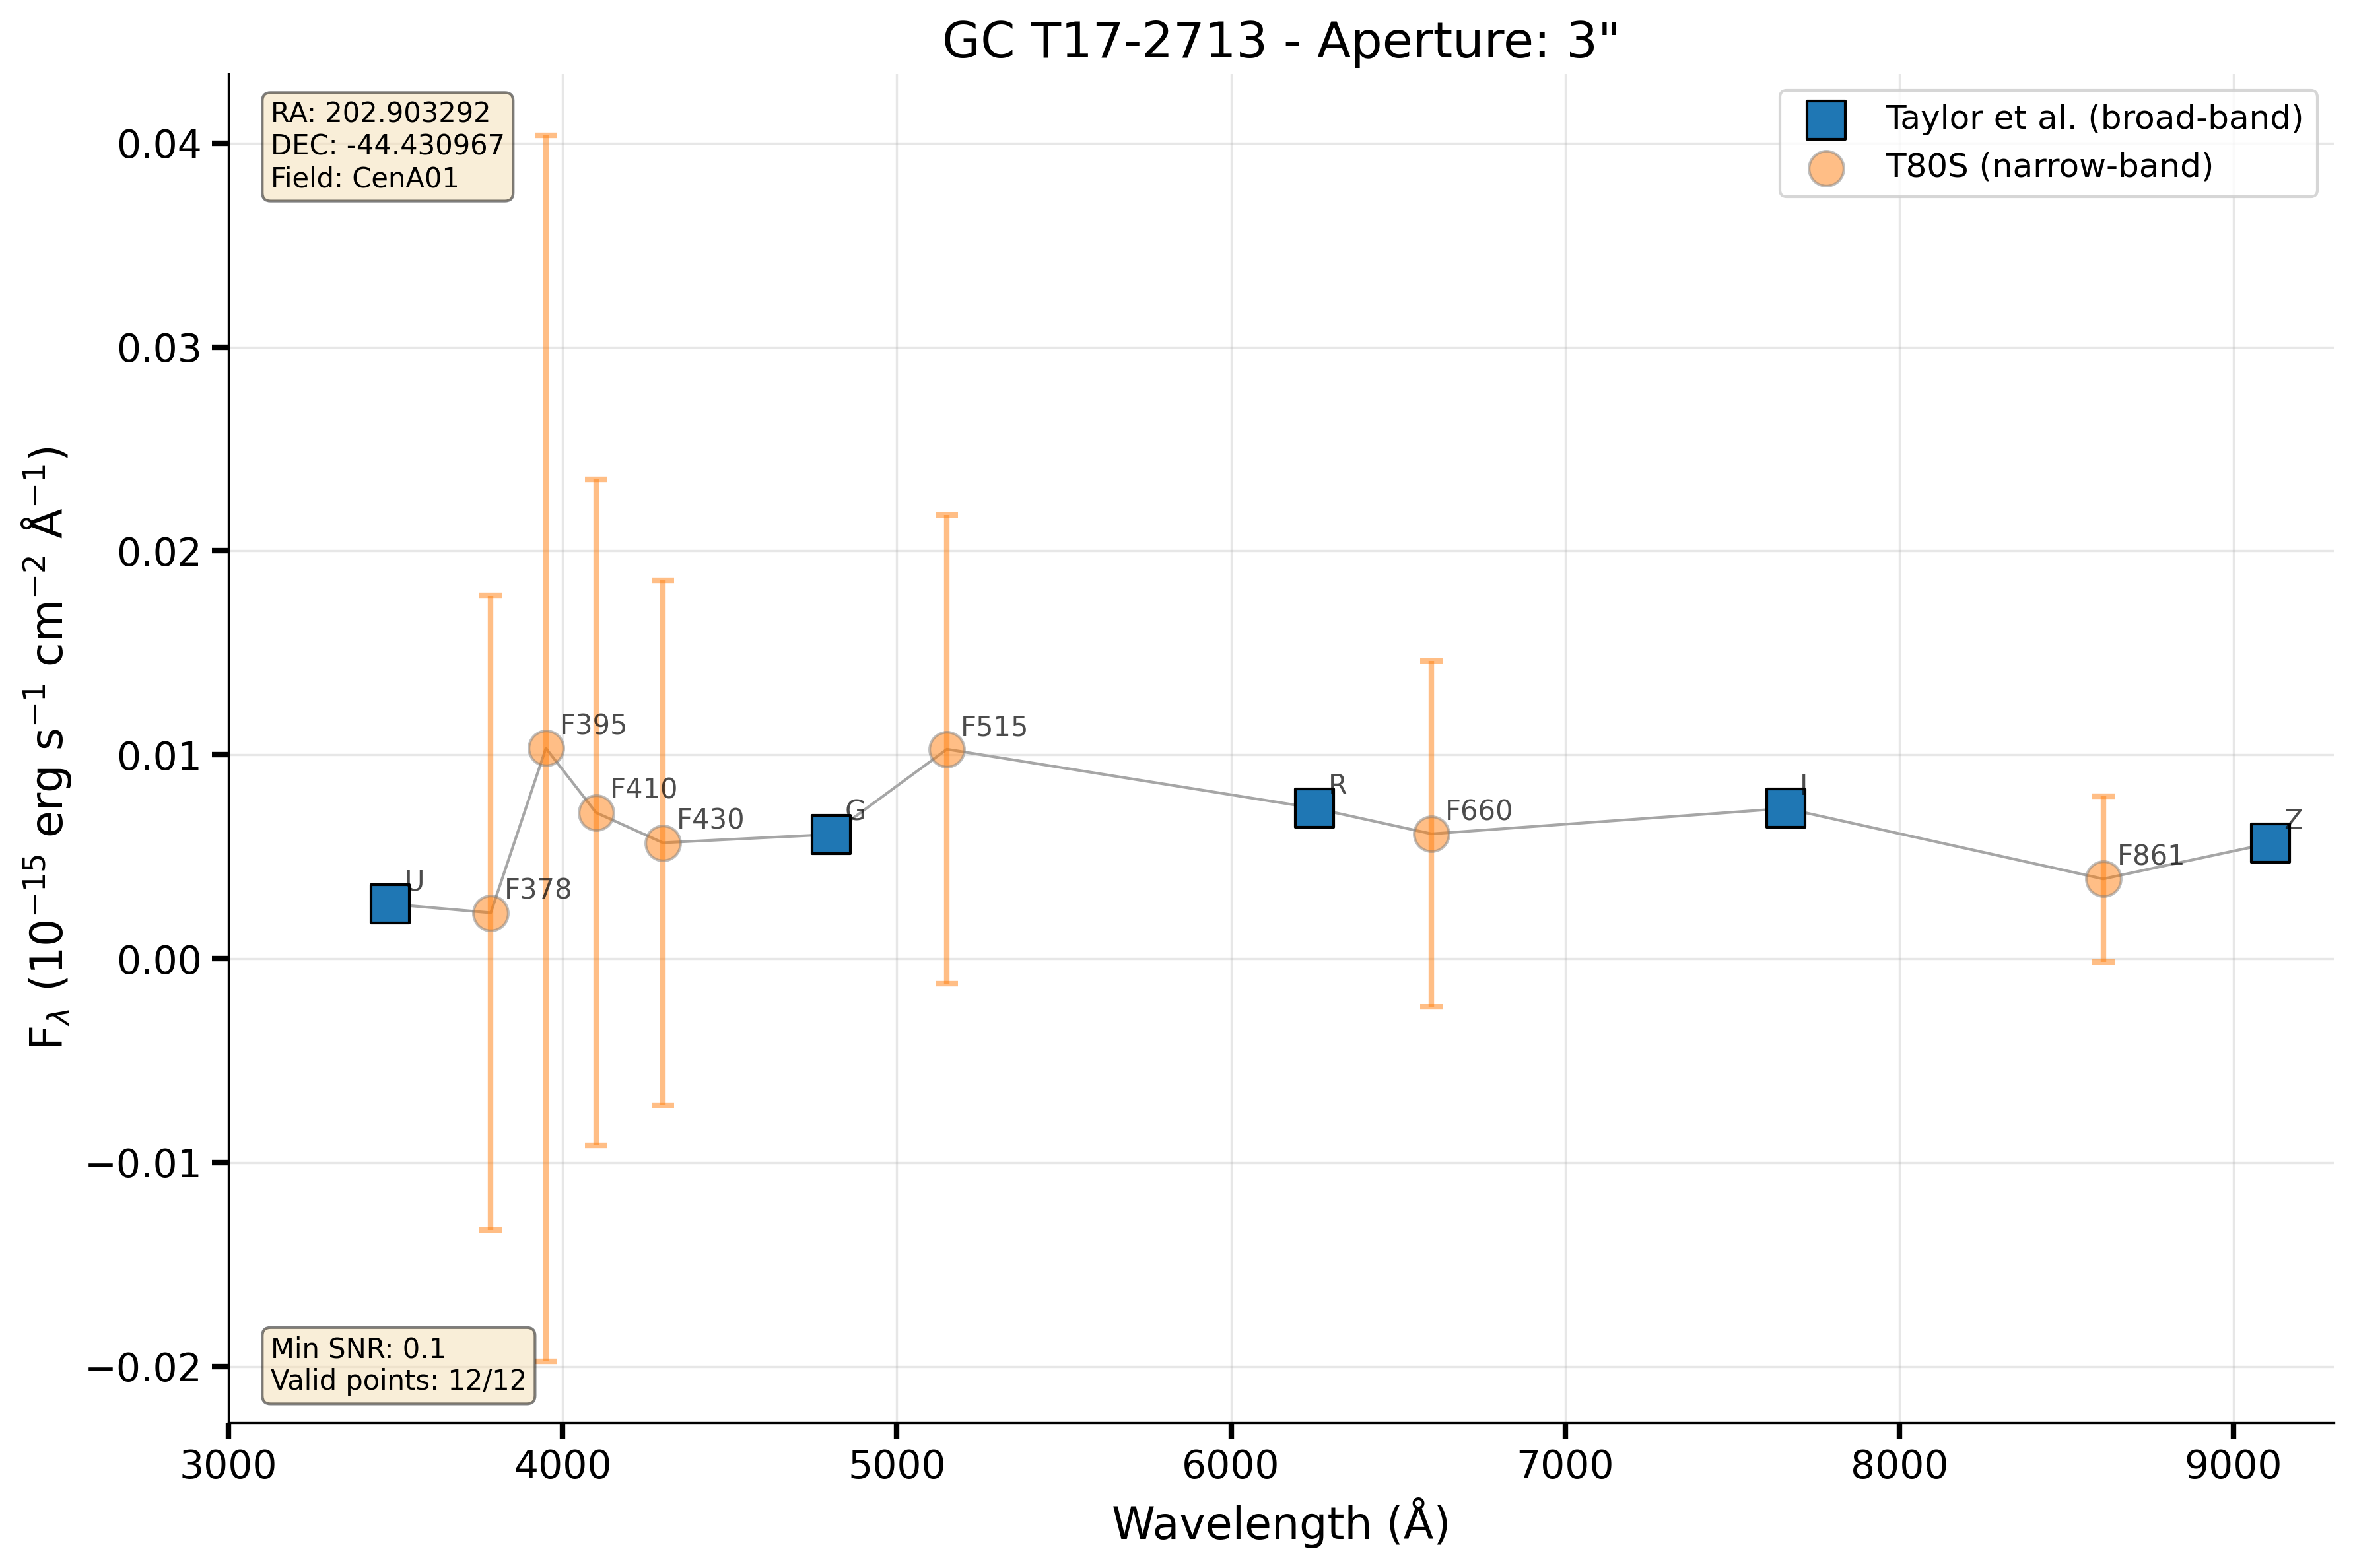 GC T17-2713 - Aperture: 3"
RA: 202.903292
DEC: -44.430967
Field: CenA01
Taylor et al. (broad-band)
T80S (narrow-band)
F$_{\lambda}$ (10$^{-15}$ erg s$^{-1}$ cm$^{-2}$ Å$^{-1}$)
0.04
0.03
0.02
0.01
0.00
−0.01
−0.02
U
F378
F395
F410
F430
G
F515
R
F660
I
F861
Z
Min SNR: 0.1
Valid points: 12/12
3000
4000
5000
6000
7000
8000
9000
Wavelength (Å)